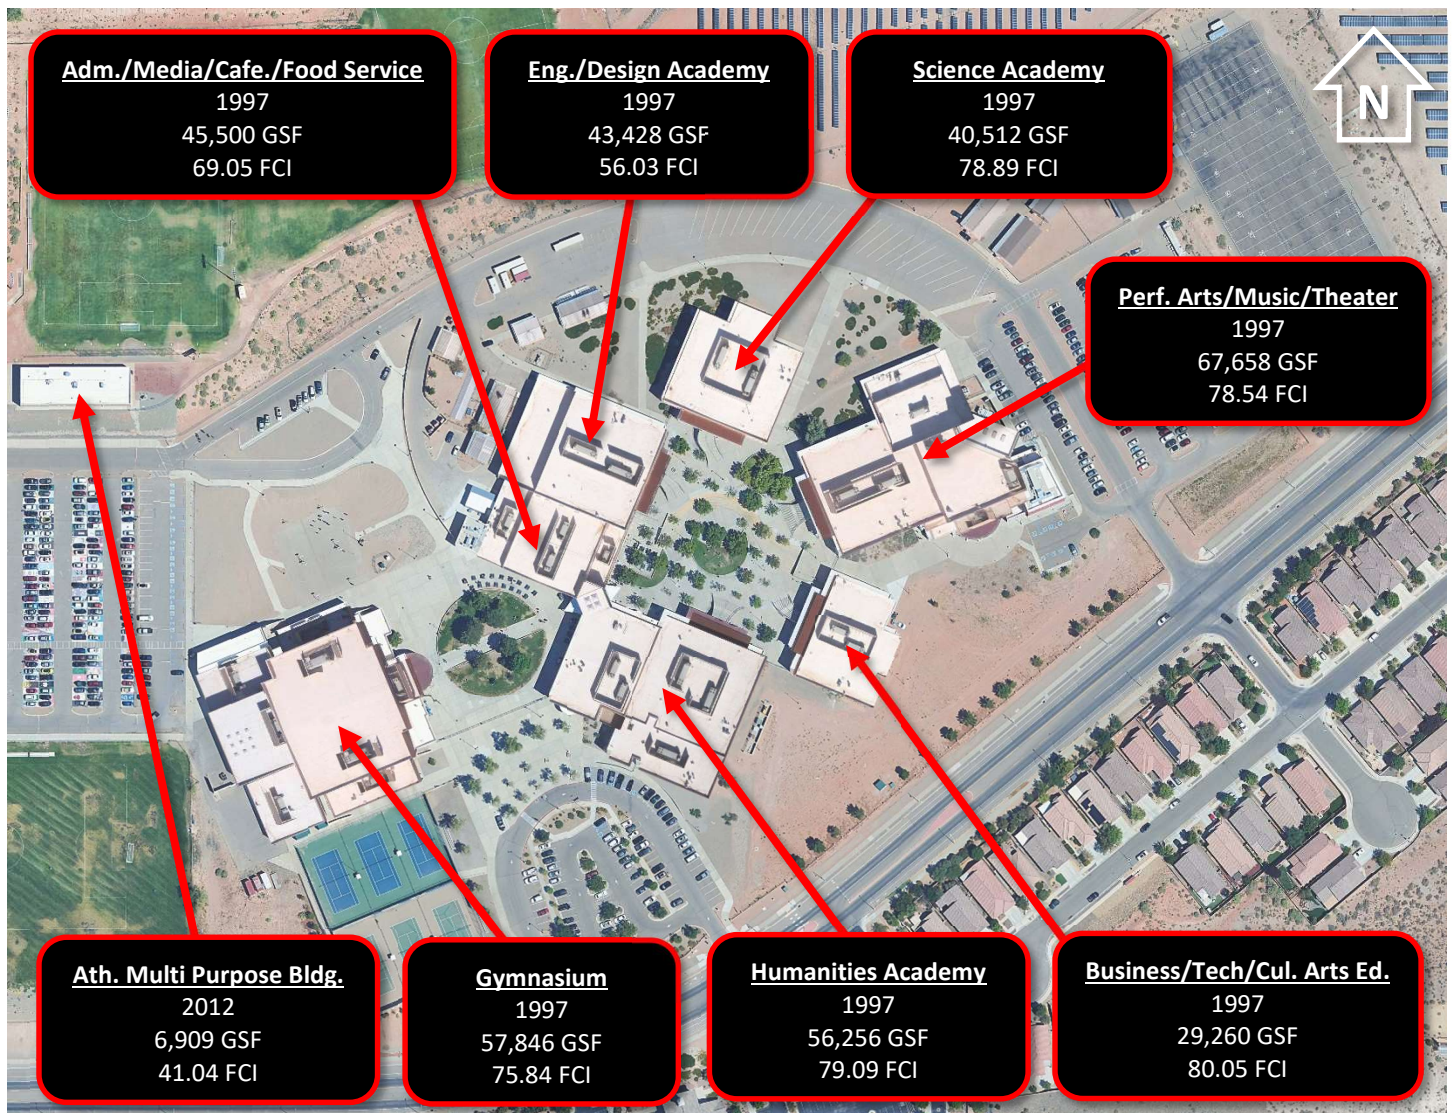 Adm./Media/Cafe./Food Service
1997
45,500 GSF
69.05 FCI
Eng./Design Academy
1997
43,428 GSF
56.03 FCI
Science Academy
1997
40,512 GSF
78.89 FCI
N
Perf. Arts/Music/Theater
1997
67,658 GSF
78.54 FCI
Ath. Multi Purpose Bldg.
2012
6,909 GSF
41.04 FCI
Gymnasium
1997
57,846 GSF
75.84 FCI
Humanities Academy
1997
56,256 GSF
79.09 FCI
Business/Tech/Cul. Arts Ed.
1997
29,260 GSF
80.05 FCI